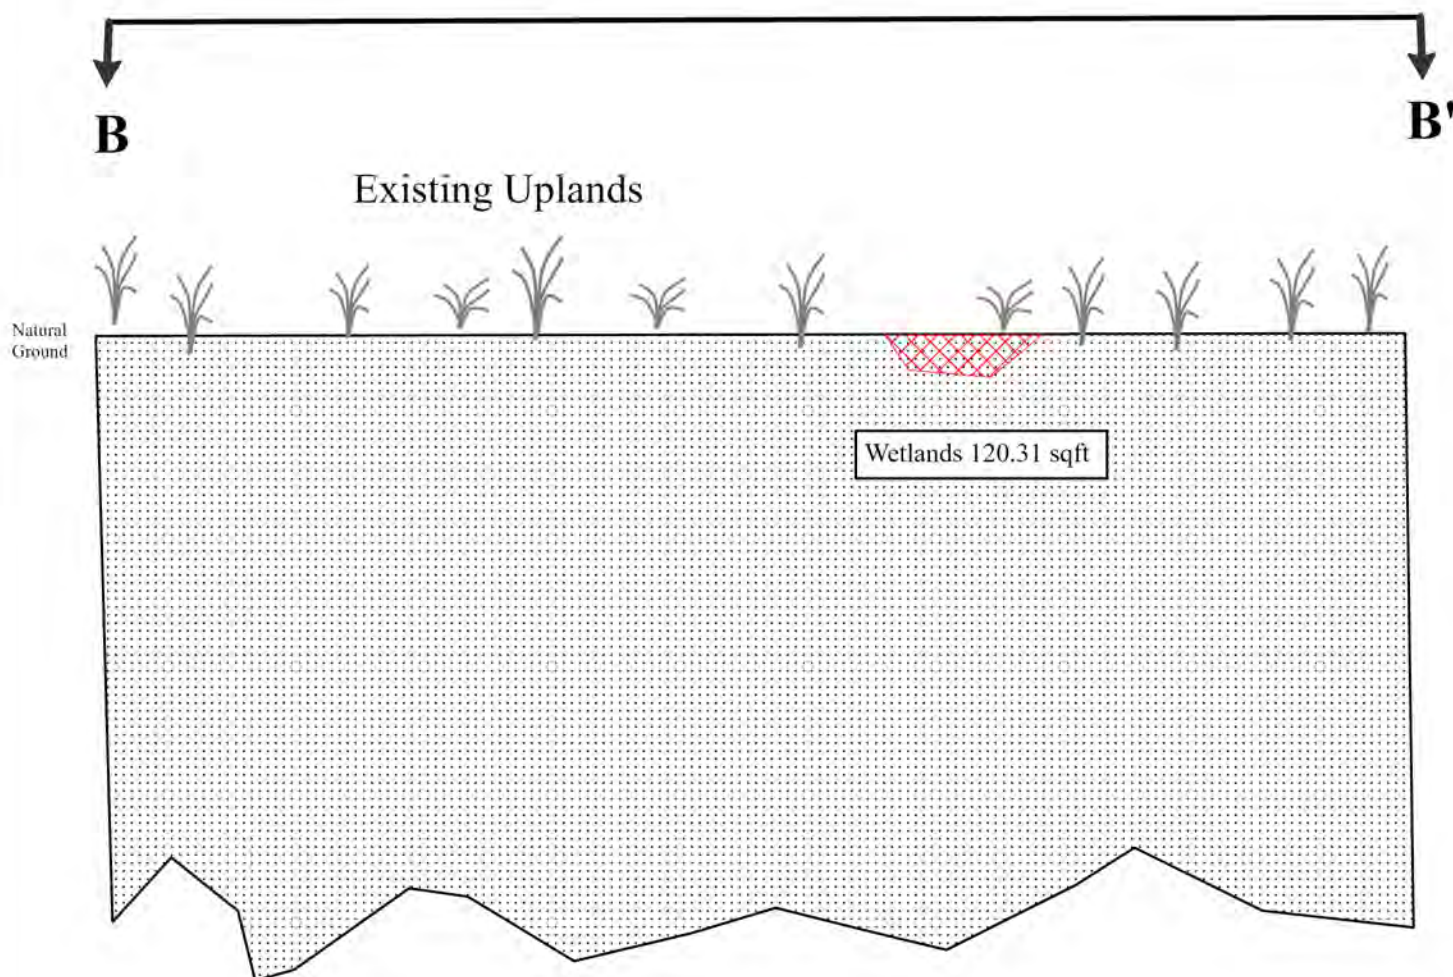 B
B'
Existing Uplands
Natural
Ground
Wetlands 120.31 sqft